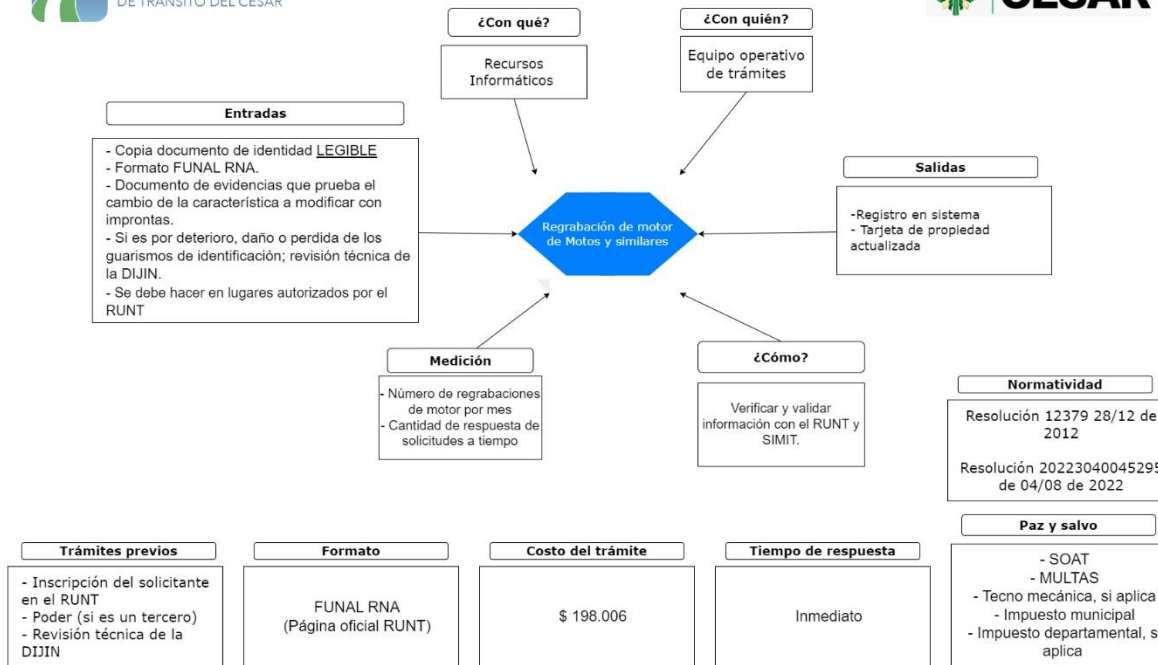 DE TRÁNSITO DEL CESAR
CESAR
¿Con qué?
Recursos
Informáticos
¿Con quién?
Equipo operativo
de trámites
Entradas
- Copia documento de identidad LEGIBLE
- Formato FUNAL RNA.
- Documento de evidencias que prueba el
cambio de la característica a modificar con
improntas.
- Si es por deterioro, daño o perdida de los
guarismos de identificación; revisión técnica de
la DIJIN.
- Se debe hacer en lugares autorizados por el
RUNT
Regrabación de motor
de Motos y similares
Salidas
-Registro en sistema
- Tarjeta de propiedad
actualizada
Medición
- Número de regrabaciones
de motor por mes
- Cantidad de respuesta de
solicitudes a tiempo
¿Cómo?
Verificar y validar
información con el RUNT y
SIMIT.
Normatividad
Resolución 12379 28/12 de
2012
Resolución 20223040045295
de 04/08 de 2022
Trámites previos
- Inscripción del solicitante
en el RUNT
- Poder (si es un tercero)
- Revisión técnica de la
DIJIN
Formato
FUNAL RNA
(Página oficial RUNT)
Costo del trámite
$ 198.006
Tiempo de respuesta
Inmediato
Paz y salvo
- SOAT
- MULTAS
- Tecno mecánica, si aplica
- Impuesto municipal
- Impuesto departamental, s
aplica